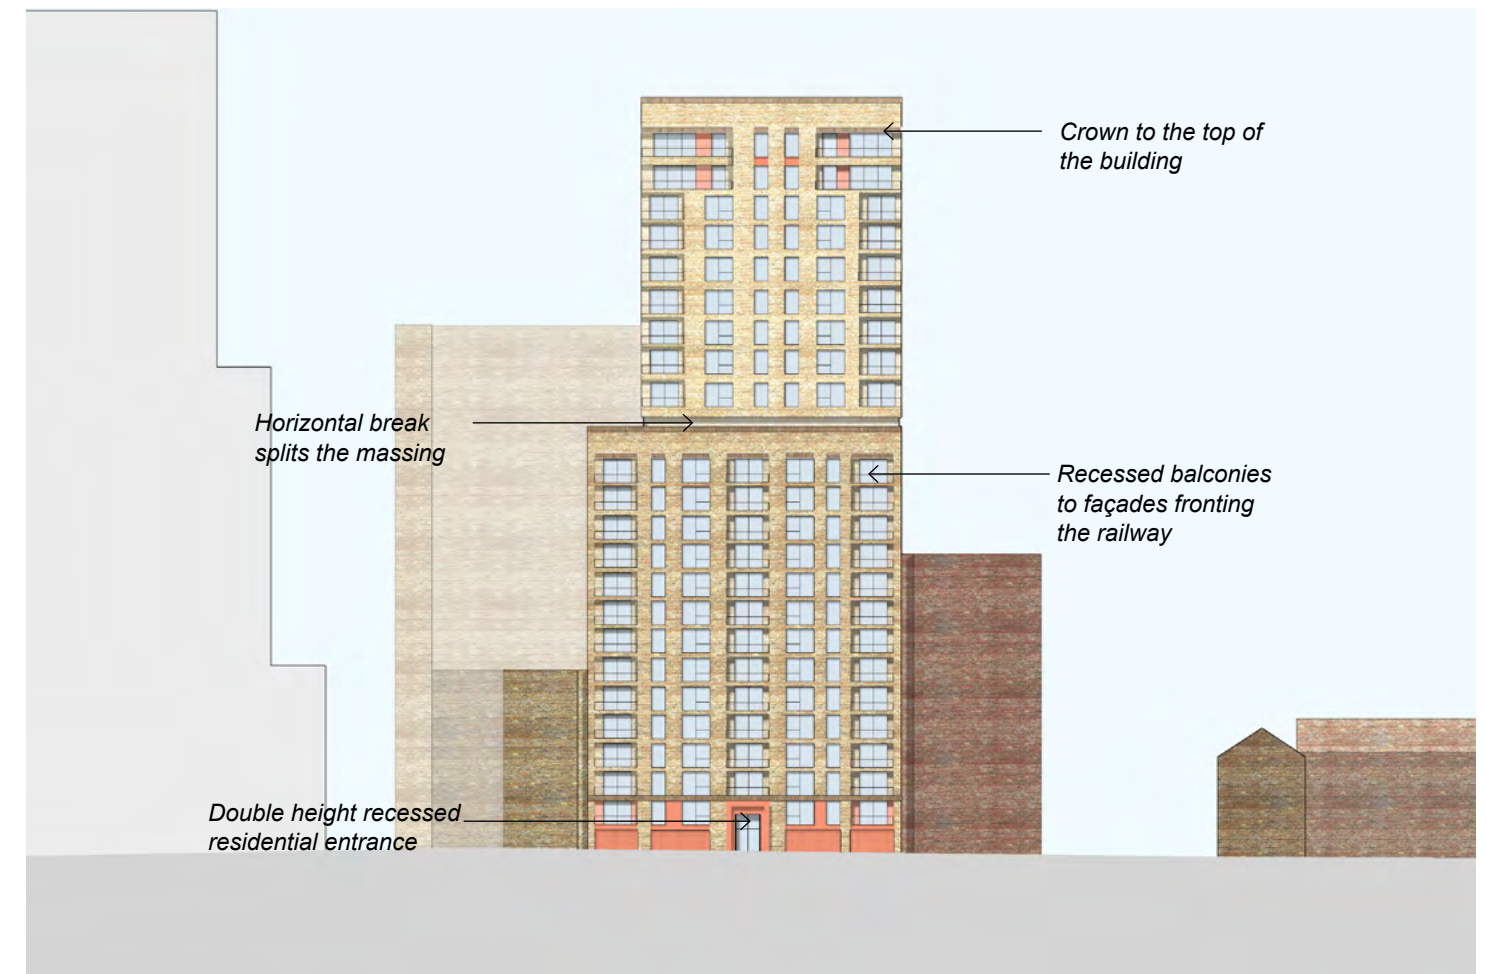 Crown to the top of
the building
Horizontal break
splits the massing
Recessed balconies
to façades fronting
the railway
Double height recessed
residential entrance